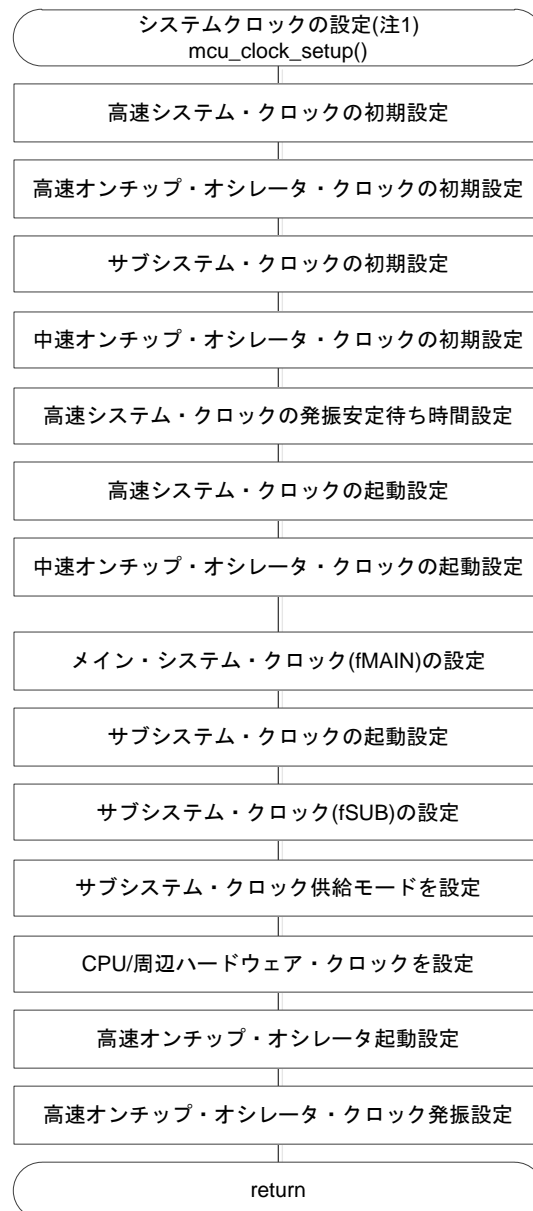 システムクロックの設定(注1)
mcu_clock_setup()
高速システム・クロックの初期設定
高速オンチップ・オシレータ・クロックの初期設定
サブシステム・クロックの初期設定
中速オンチップ・オシレータ・クロックの初期設定
高速システム・クロックの発振安定待ち時間設定
高速システム・クロックの起動設定
中速オンチップ・オシレータ・クロックの起動設定
メイン・システム・クロック(fMAIN)の設定
サブシステム・クロックの起動設定
サブシステム・クロック(fSUB)の設定
サブシステム・クロック供給モードを設定
CPU/周辺ハードウェア・クロックを設定
高速オンチップ・オシレータ起動設定
高速オンチップ・オシレータ・クロック発振設定
return